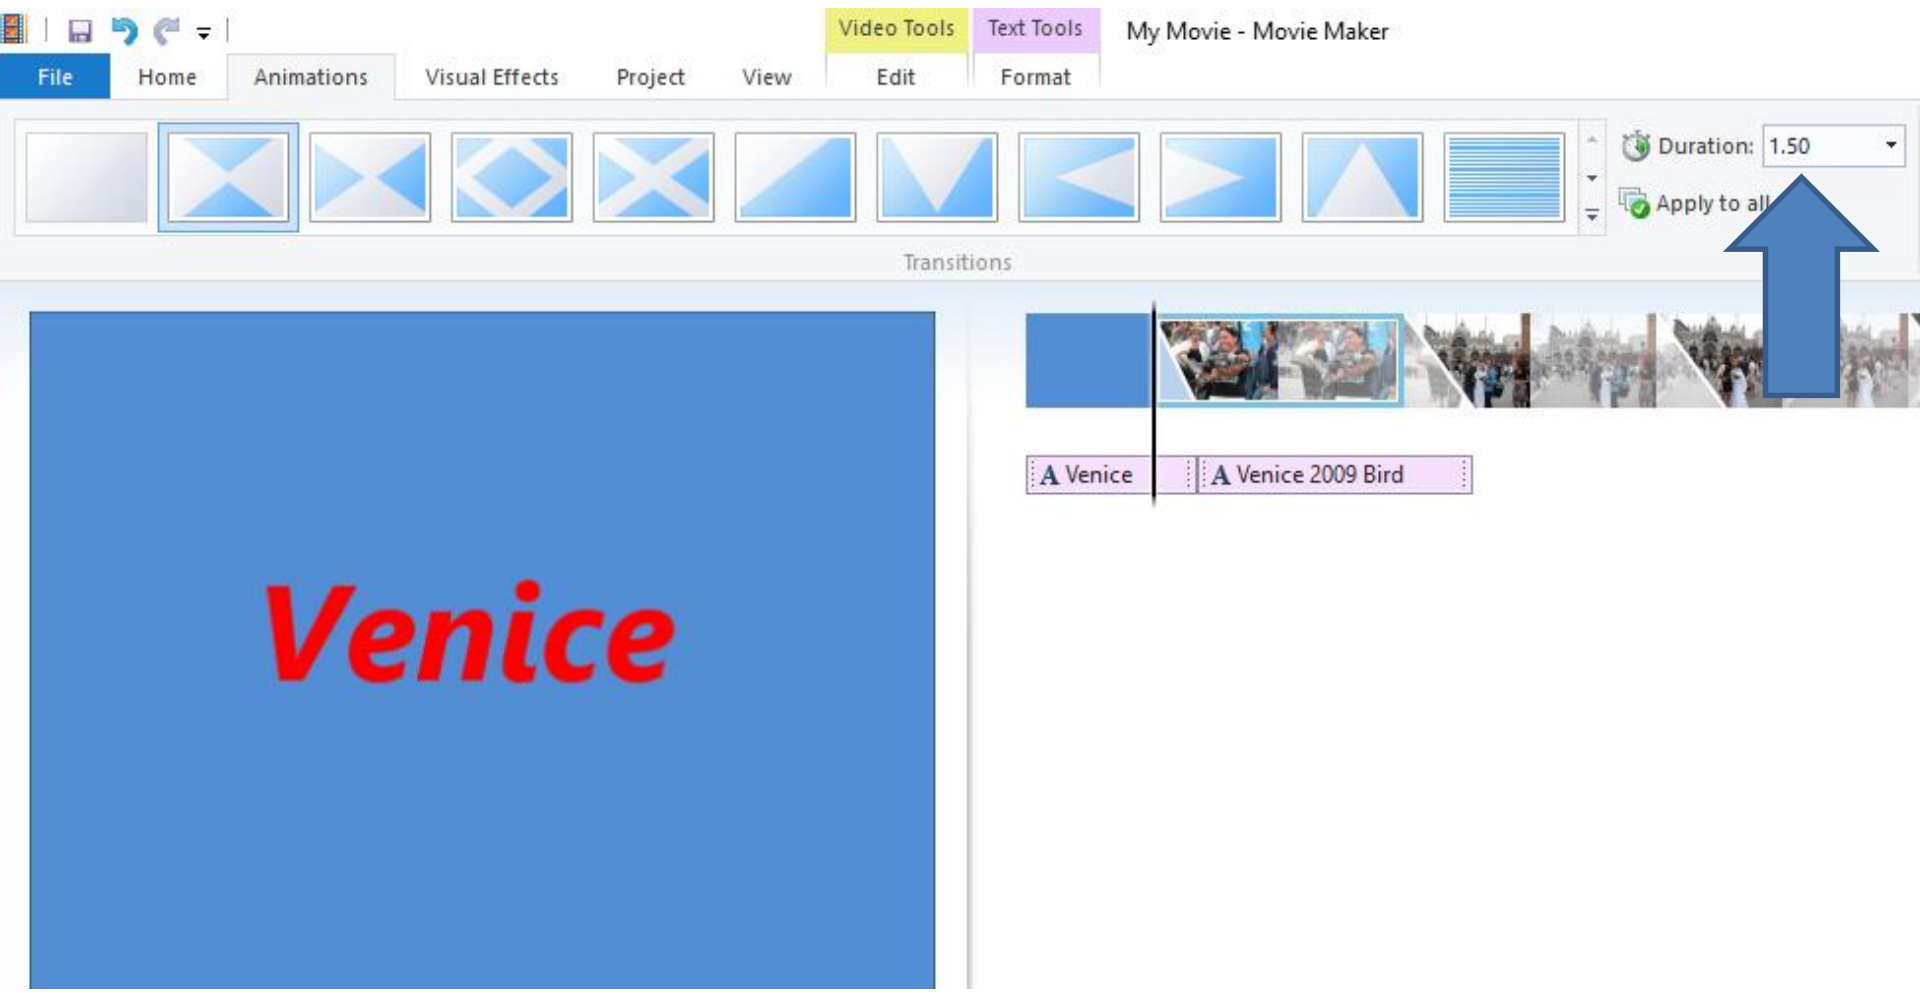 Video Tools Text Tools My Movie - Movie Maker
File Home Animations Visual Effects Project View Edit Format
Duration: 1.50
Apply to all
Transitions
A Venice A Venice 2009 Bird
Venice